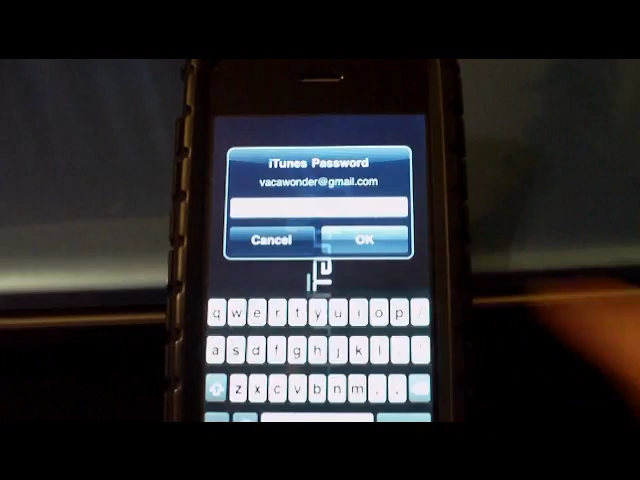 iTunes Password
vacawonder@gmail.com
Cancel OK
q w e r t y u i o p /
a s d f g h j k l
z x c v b n m . .